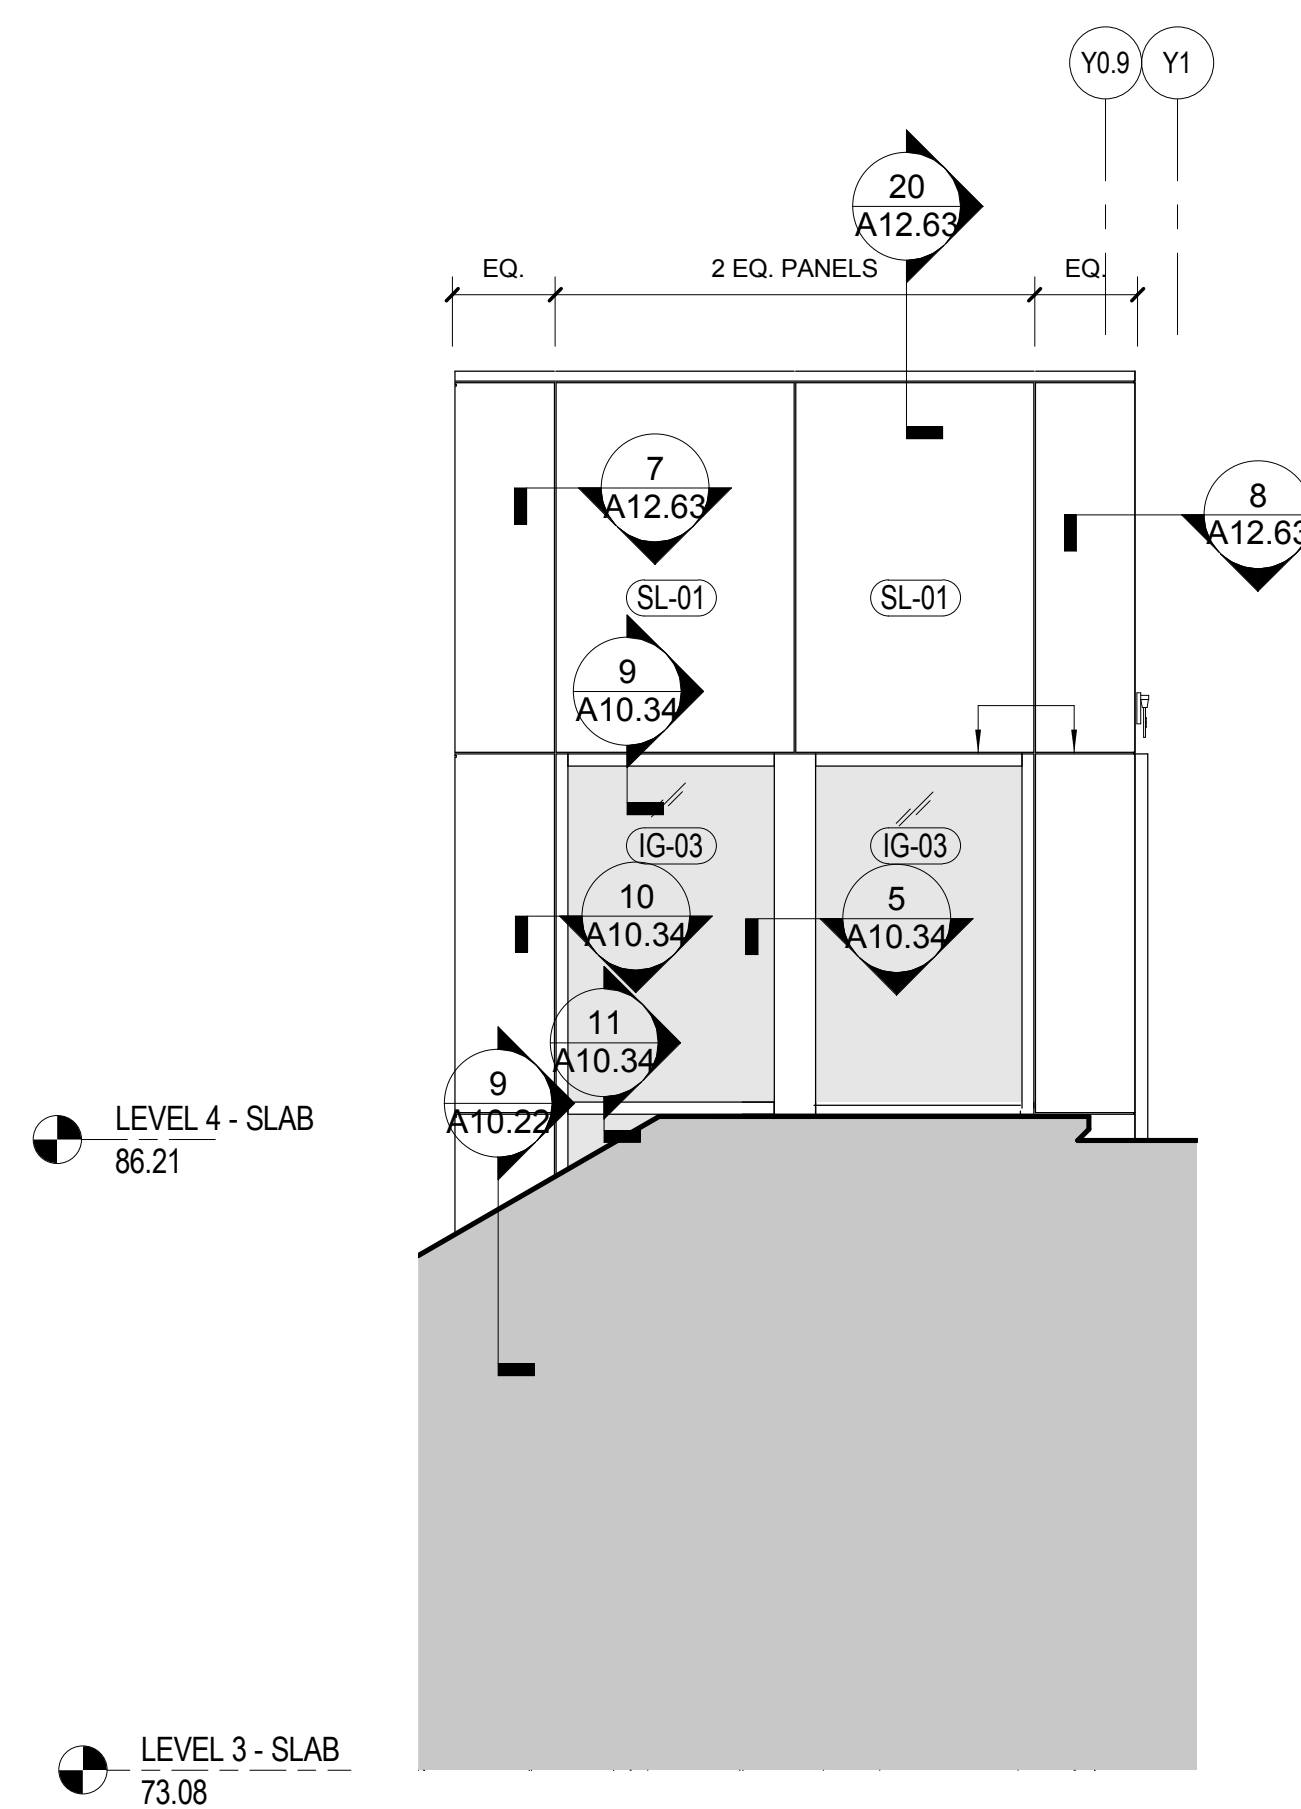 Y0.9 Y1
20
A12.63
EQ. 2 EQ. PANELS EQ.
7
A12.63
8
A12.63
SL-01 SL-01
9
A10.34
IG-03 IG-03
10
A10.34
5
A10.34
11
A10.34
9
A10.22
LEVEL 4 - SLAB
86.21
LEVEL 3 - SLAB
73.08